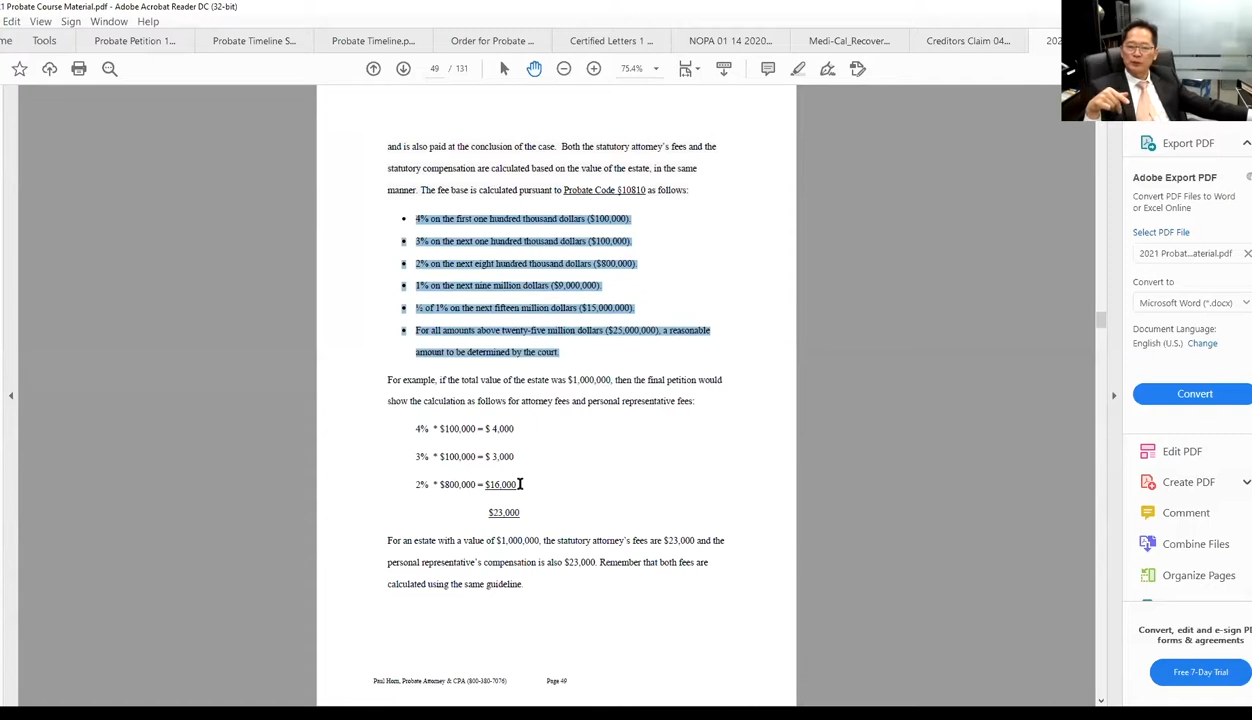 1 Probate Course Material.pdf - Adobe Acrobat Reader DC (32-bit)
Edit View Sign Window Help
me Tools Probate Petition 1... Probate Timeline S... Probate Timeline.p... Order for Probate ... Certified Letters 1 ... NOPA 01 14 2020... Medi-Cal_Recover... Creditors Claim 04... 202
49 / 131 75.4%
and is also paid at the conclusion of the case. Both the statutory attorney's fees and the
statutory compensation are calculated based on the value of the estate, in the same
manner. The fee base is calculated pursuant to Probate Code §10810 as follows:
• 4% on the first one hundred thousand dollars ($100,000).
• 3% on the next one hundred thousand dollars ($100,000).
• 2% on the next eight hundred thousand dollars ($800,000).
• 1% on the next nine million dollars ($9,000,000).
• ½ of 1% on the next fifteen million dollars ($15,000.000).
• For all amounts above twenty-five million dollars ($25,000,000), a reasonable
amount to be determined by the court.
For example, if the total value of the estate was $1,000,000, then the final petition would
show the calculation as follows for attorney fees and personal representative fees:
4% * $100,000 = $ 4,000
3% * $100,000 = $ 3,000
2% * $800,000 = $16,000
$23,000
For an estate with a value of $1,000,000, the statutory attorney's fees are $23,000 and the
personal representative's compensation is also $23,000. Remember that both fees are
calculated using the same guideline.
Paul Horn, Probate Attorney & CPA (800-380-7076) Page 49
Export PDF
Adobe Export PDF
Convert PDF Files to Word
or Excel Online
Select PDF File
2021 Probat...aterial.pdf X
Convert to
Microsoft Word (*.docx)
Document Language:
English (U.S.) Change
Convert
Edit PDF
Create PDF
Comment
Combine Files
Organize Pages
Convert, edit and e-sign PD
forms & agreements
Free 7-Day Trial